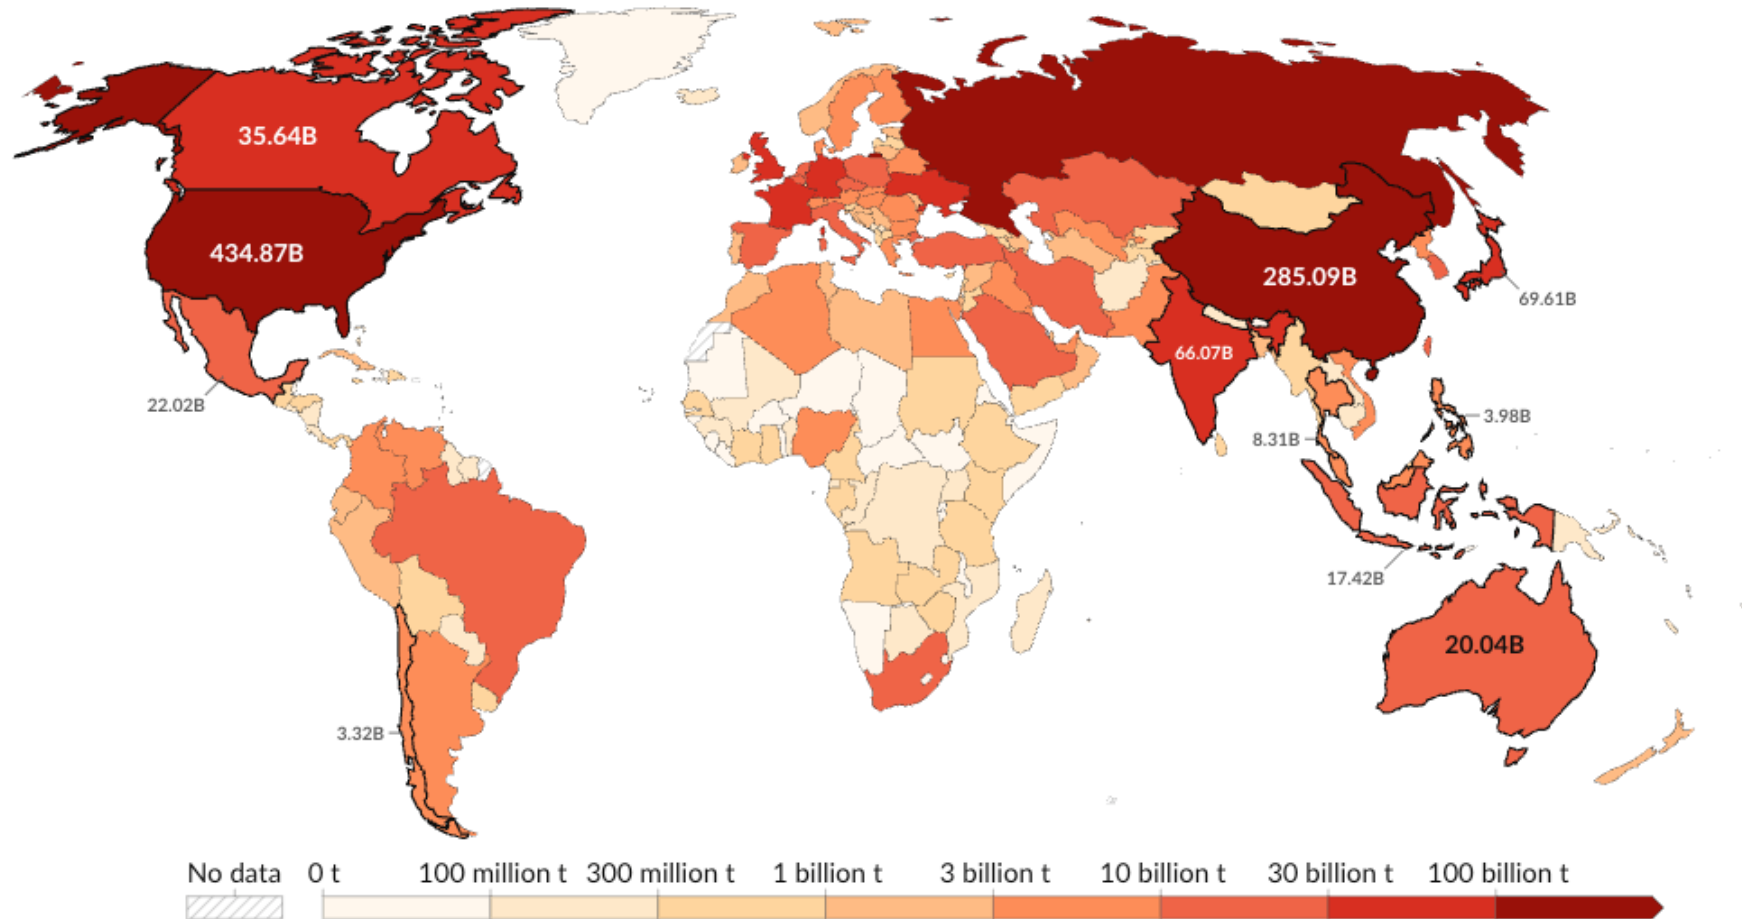 35.64B
434.87B
285.09B
69.61B
66.07B
22.02B
3.98B
8.31B
17.42B
20.04B
3.32B
No data
0 t
100 million t
300 million t
1 billion t
3 billion t
10 billion t
30 billion t
100 billion t